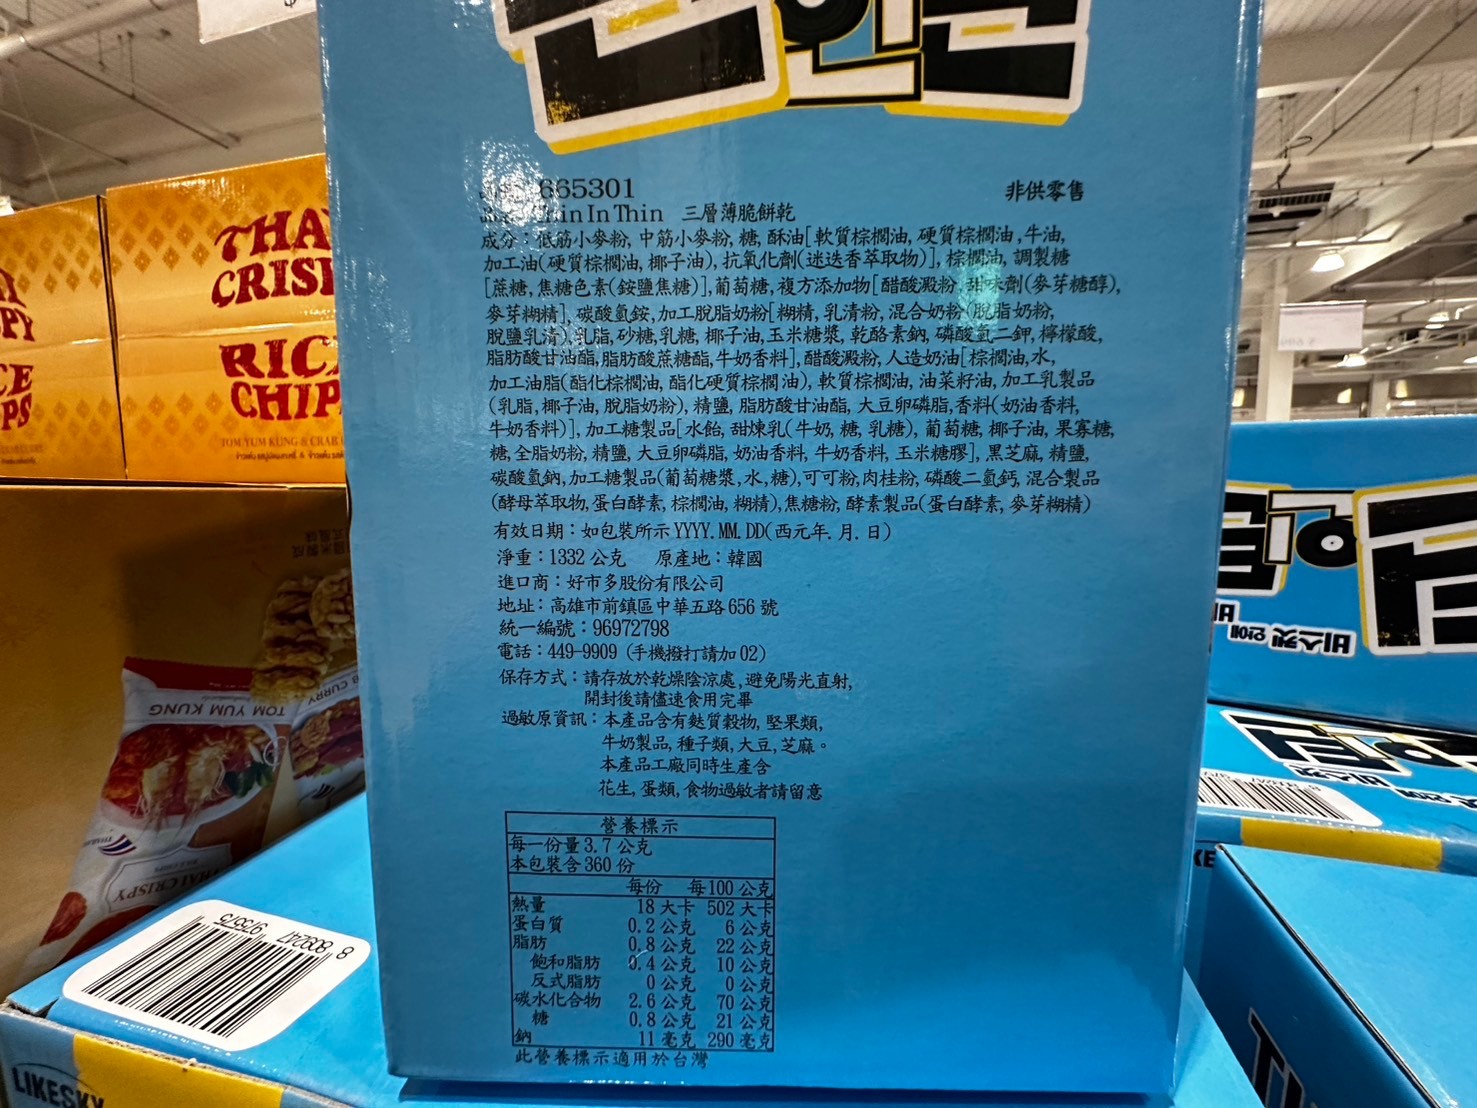 665301
非供零售
Thin In Thin 三層薄脆餅乾
成分：低筋小麥粉, 中筋小麥粉, 糖, 酥油[軟質棕櫚油, 硬質棕櫚油, 牛油,
加工油(硬質棕櫚油, 椰子油), 抗氧化劑(迷迭香萃取物)], 棕櫚油, 調製糖
[蔗糖, 焦糖色素(銨鹽焦糖)], 葡萄糖, 複方添加物[醋酸澱粉, 甜味劑(麥芽糖醇),
麥芽糊精], 碳酸氫銨, 加工脫脂奶粉[糊精, 乳清粉, 混合奶粉(脫脂奶粉,
脫鹽乳清), 乳脂, 砂糖, 乳糖, 椰子油, 玉米糖漿, 乾酪素鈉, 磷酸氫二鉀, 檸檬酸,
脂肪酸甘油酯, 脂肪酸蔗糖酯, 牛奶香料], 醋酸澱粉, 人造奶油[棕櫚油, 水,
加工油脂(酯化棕櫚油, 酯化硬質棕櫚油), 軟質棕櫚油, 油菜籽油, 加工乳製品
(乳脂, 椰子油, 脫脂奶粉), 精鹽, 脂肪酸甘油酯, 大豆卵磷脂, 香料(奶油香料,
牛奶香料)], 加工糖製品[水飴, 甜煉乳(牛奶, 糖, 乳糖), 葡萄糖, 椰子油, 果寡糖,
糖, 全脂奶粉, 精鹽, 大豆卵磷脂, 奶油香料, 牛奶香料, 玉米糖膠], 黑芝麻, 精鹽,
碳酸氫鈉, 加工糖製品(葡萄糖漿, 水, 糖), 可可粉, 肉桂粉, 磷酸二氫鈣, 混合製品
(酵母萃取物, 蛋白酵素, 棕櫚油, 糊精), 焦糖粉, 酵素製品(蛋白酵素, 麥芽糊精)
有效日期：如包裝所示 YYYY. MM. DD(西元年. 月. 日)
淨重：1332 公克 原產地：韓國
進口商：好市多股份有限公司
地址：高雄市前鎮區中華五路 656 號
統一編號：96972798
電話：449-9909 (手機撥打請加 02)
保存方式：請存放於乾燥陰涼處, 避免陽光直射,
開封後請儘速食用完畢
過敏原資訊：本產品含有麩質穀物, 堅果類,
牛奶製品, 種子類, 大豆, 芝麻。
本產品工廠同時生產含
花生, 蛋類, 食物過敏者請留意
營養標示
每一份量 3.7 公克
本包裝含 360 份
每份 每 100 公克
熱量 18 大卡 502 大卡
蛋白質 0.2 公克 6 公克
脂肪 0.8 公克 22 公克
飽和脂肪 0.4 公克 10 公克
反式脂肪 0 公克 0 公克
碳水化合物 2.6 公克 70 公克
糖 0.8 公克 21 公克
鈉 11 毫克 290 毫克
此營養標示適用於台灣
THA
CRIS
RIC
CHIP
TOM YUM KUNG & CRAB
TOM YUM KUNG
THAI CRISPY
8 809247 975575
LIKESKY
비스킷